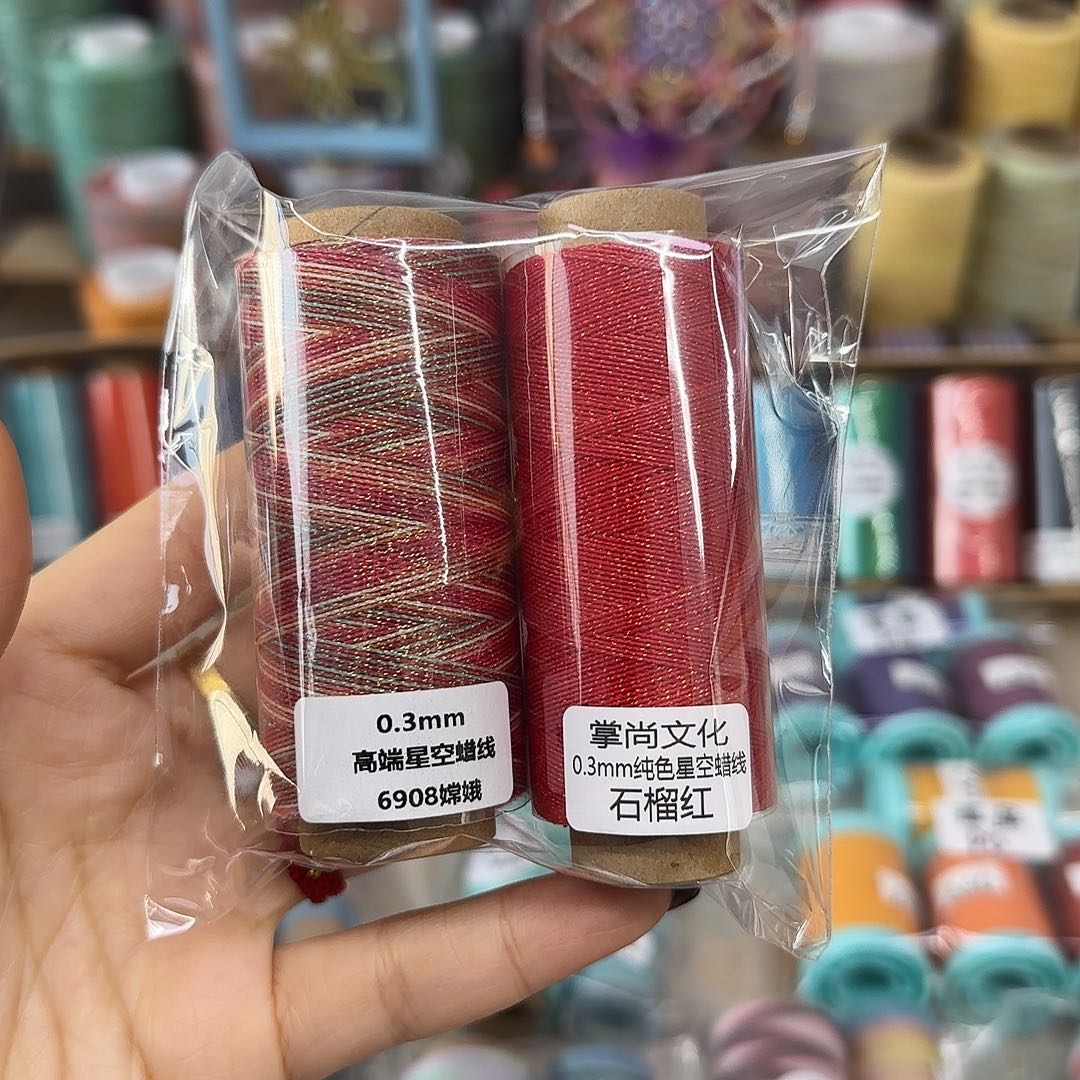 0.3mm
高端星空蜡线
6908嫦娥
掌尚文化
0.3mm纯色星空蜡线
石榴红